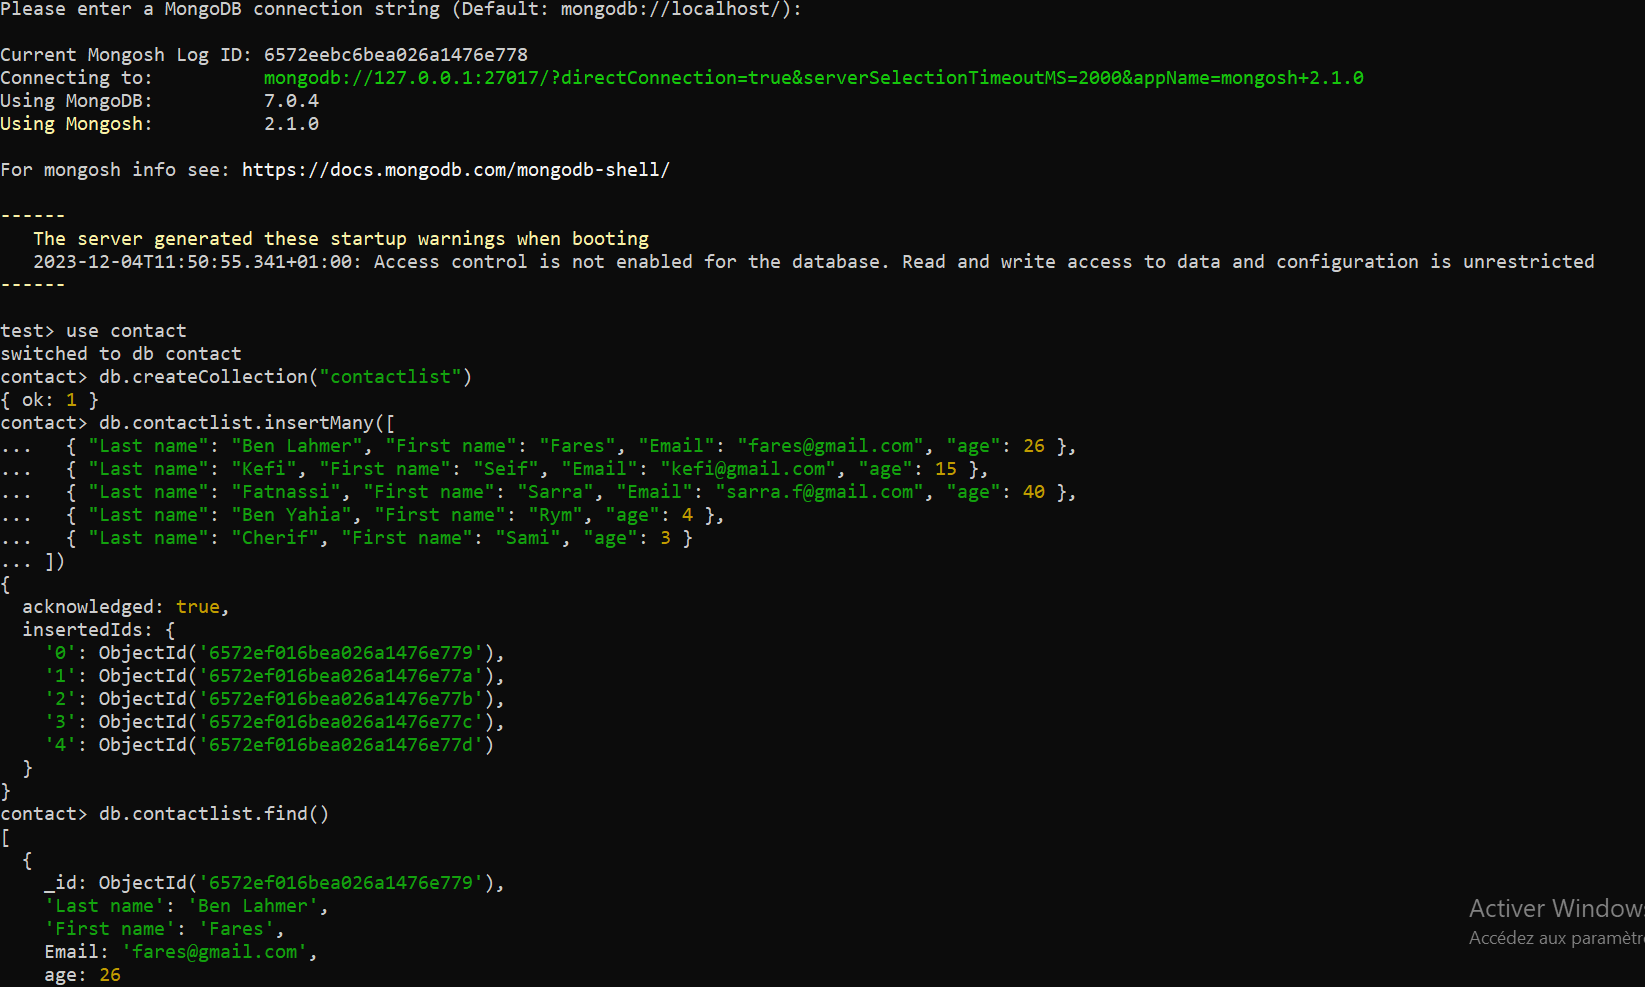 Please enter a MongoDB connection string (Default: mongodb://localhost/):
Current Mongosh Log ID: 6572eebc6bea026a1476e778
Connecting to:          mongodb://127.0.0.1:27017/?directConnection=true&serverSelectionTimeoutMS=2000&appName=mongosh+2.1.0
Using MongoDB:          7.0.4
Using Mongosh:          2.1.0
For mongosh info see: https://docs.mongodb.com/mongodb-shell/
------
   The server generated these startup warnings when booting
   2023-12-04T11:50:55.341+01:00: Access control is not enabled for the database. Read and write access to data and configuration is unrestricted
------
test> use contact
switched to db contact
contact> db.createCollection("contactlist")
{ ok: 1 }
contact> db.contactlist.insertMany([
...   { "Last name": "Ben Lahmer", "First name": "Fares", "Email": "fares@gmail.com", "age": 26 },
...   { "Last name": "Kefi", "First name": "Seif", "Email": "kefi@gmail.com", "age": 15 },
...   { "Last name": "Fatnassi", "First name": "Sarra", "Email": "sarra.f@gmail.com", "age": 40 },
...   { "Last name": "Ben Yahia", "First name": "Rym", "age": 4 },
...   { "Last name": "Cherif", "First name": "Sami", "age": 3 }
... ])
{
  acknowledged: true,
  insertedIds: {
    '0': ObjectId('6572ef016bea026a1476e779'),
    '1': ObjectId('6572ef016bea026a1476e77a'),
    '2': ObjectId('6572ef016bea026a1476e77b'),
    '3': ObjectId('6572ef016bea026a1476e77c'),
    '4': ObjectId('6572ef016bea026a1476e77d')
  }
}
contact> db.contactlist.find()
[
  {
    _id: ObjectId('6572ef016bea026a1476e779'),
    'Last name': 'Ben Lahmer',
    'First name': 'Fares',
    Email: 'fares@gmail.com',
    age: 26
Activer Windows
Accédez aux paramètre